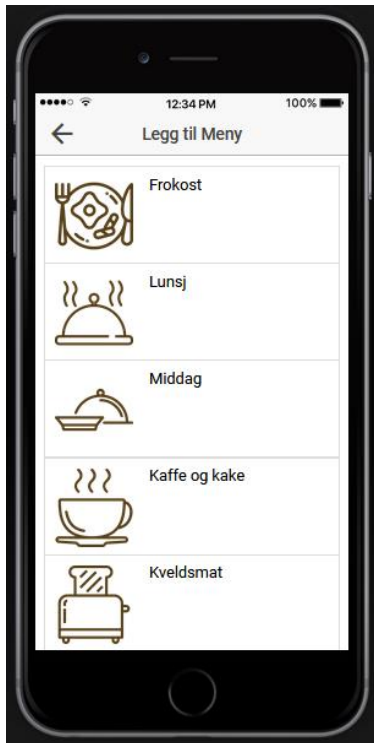 12:34 PM
100%
Legg til Meny
Frokost
Lunsj
Middag
Kaffe og kake
Kveldsmat